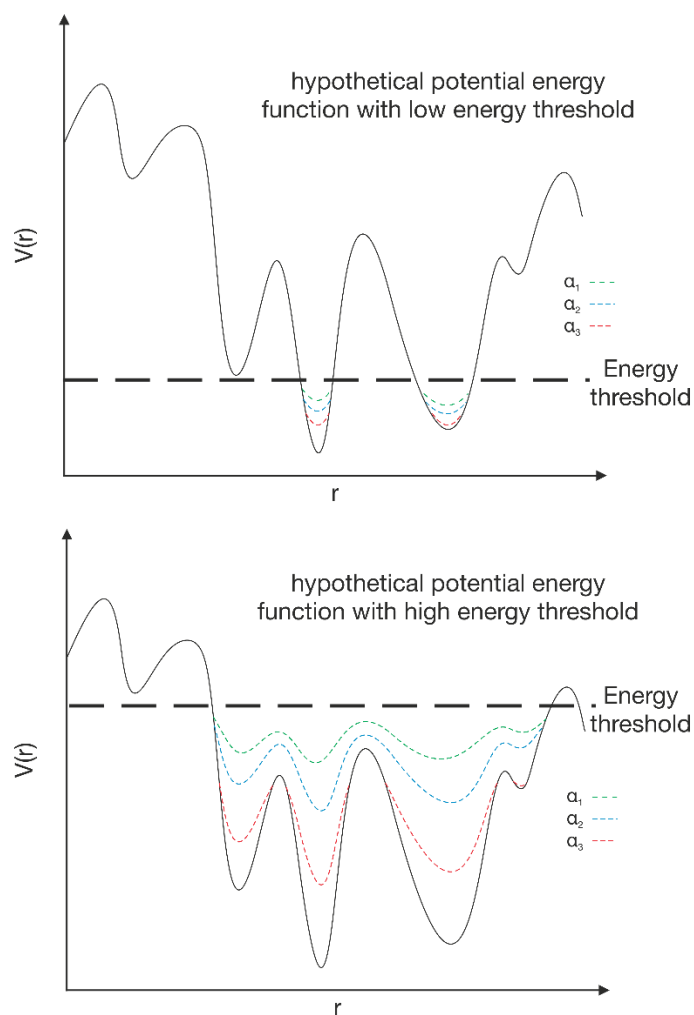 hypothetical potential energy
function with low energy threshold
V(r)
α₁
α₂
α₃
Energy
threshold
r
hypothetical potential energy
function with high energy threshold
Energy
threshold
V(r)
α₁
α₂
α₃
r